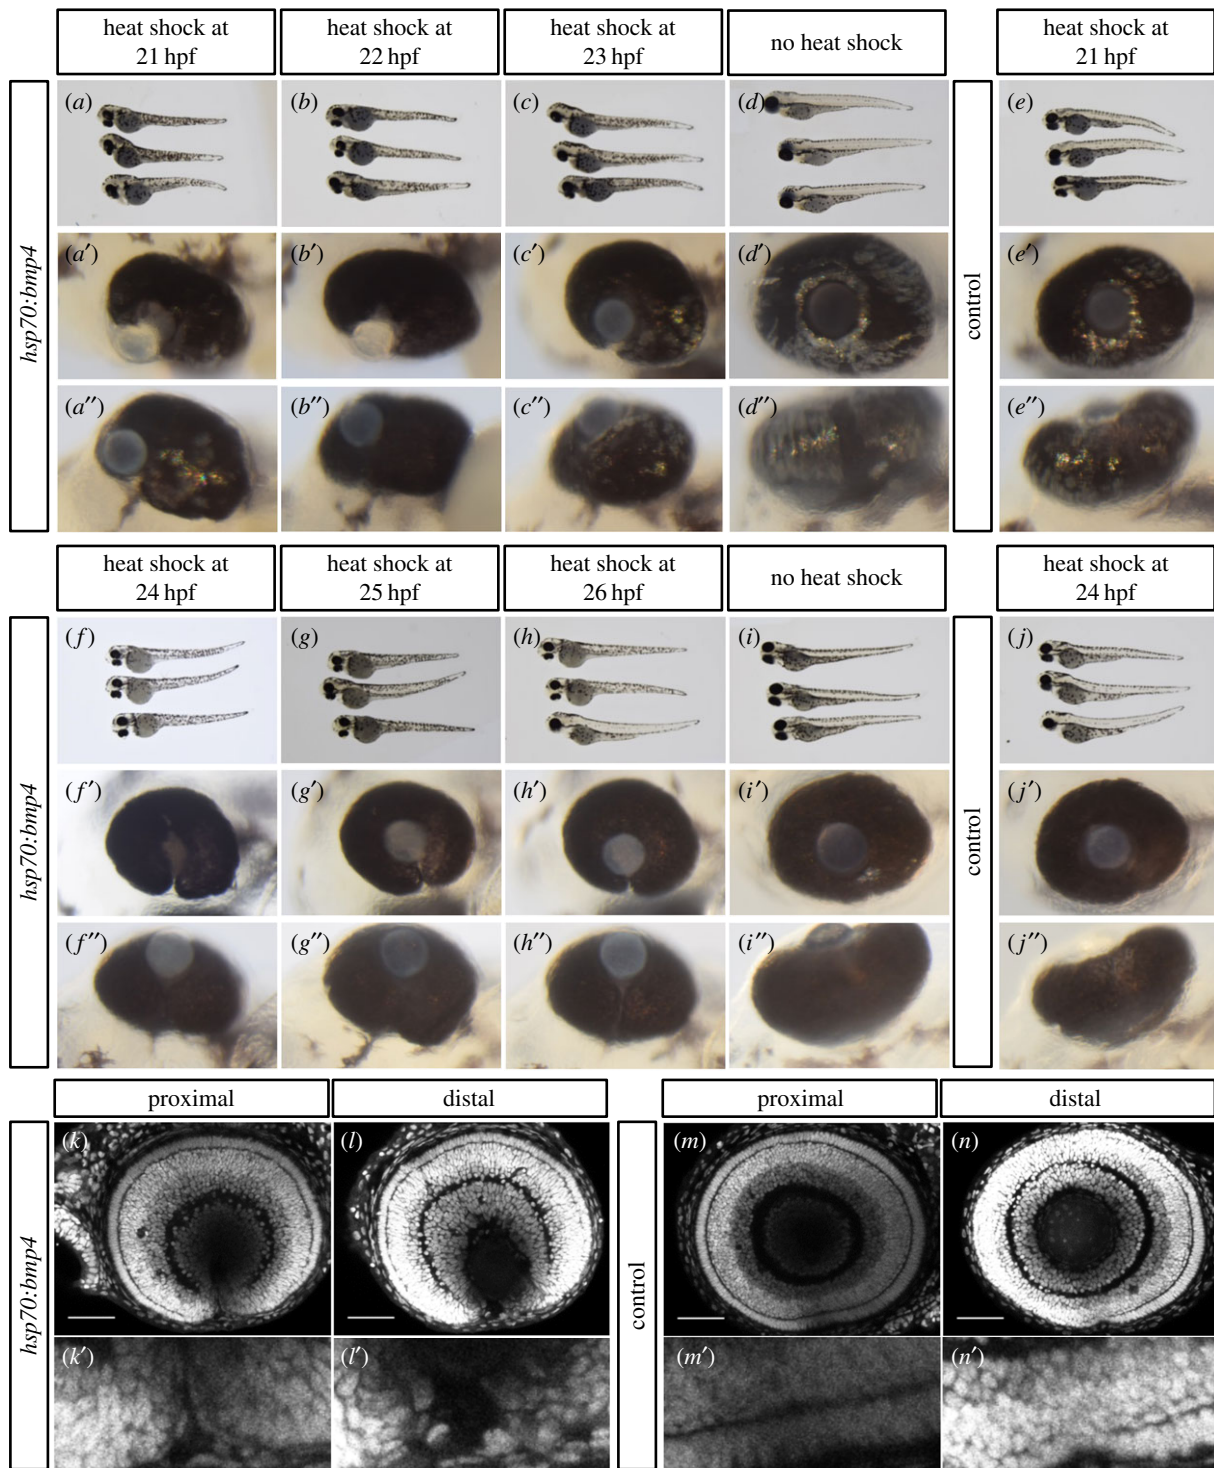 heat shock at
21 hpf
heat shock at
22 hpf
heat shock at
23 hpf
no heat shock
heat shock at
21 hpf
hsp70:bmp4
(a)
(b)
(c)
(d)
control
(e)
(a′)
(b′)
(c′)
(d′)
(e′)
(a″)
(b″)
(c″)
(d″)
(e″)
heat shock at
24 hpf
heat shock at
25 hpf
heat shock at
26 hpf
no heat shock
heat shock at
24 hpf
hsp70:bmp4
(f)
(g)
(h)
(i)
control
(j)
(f′)
(g′)
(h′)
(i′)
(j′)
(f″)
(g″)
(h″)
(i″)
(j″)
proximal
distal
proximal
distal
hsp70:bmp4
(k)
(l)
control
(m)
(n)
(k′)
(l′)
(m′)
(n′)